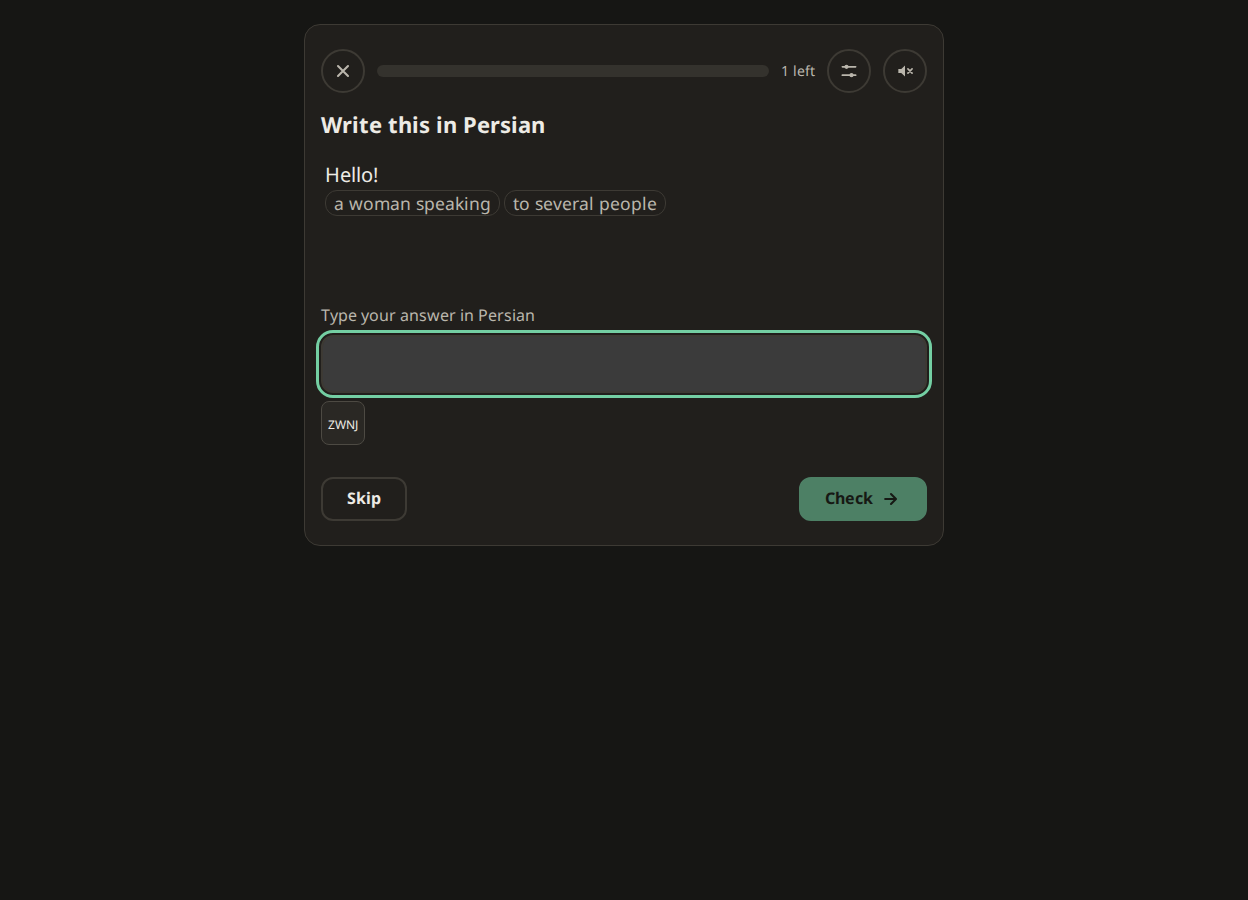 1 left
Write this in Persian
Hello!
a woman speaking to several people
Type your answer in Persian
ZWNJ
Skip Check